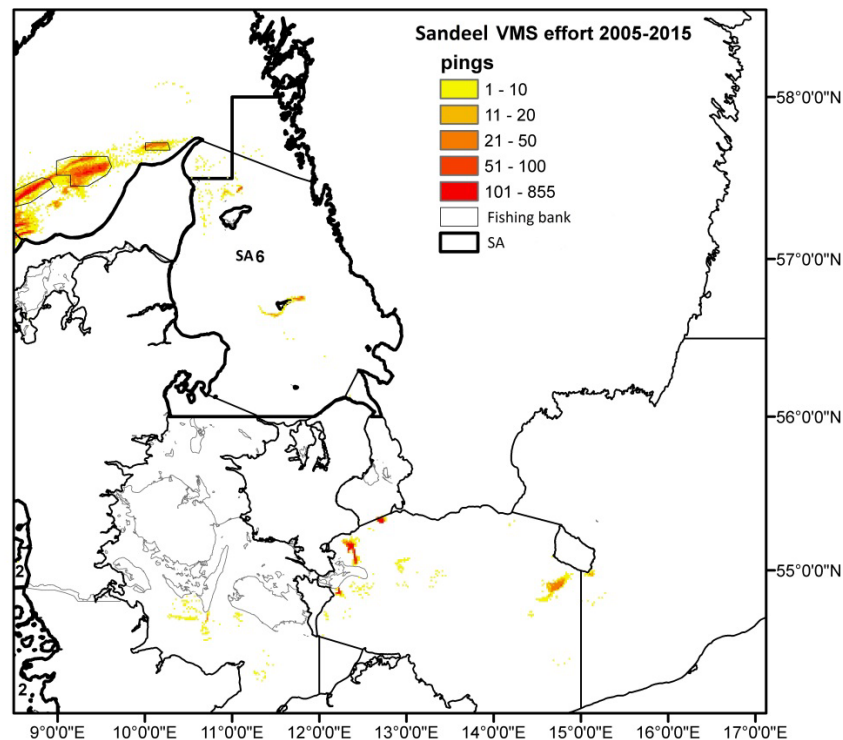 Sandeel VMS effort 2005-2015
pings
1 - 10
11 - 20
21 - 50
51 - 100
101 - 855
Fishing bank
SA
SA6
58°0'0"N
57°0'0"N
56°0'0"N
55°0'0"N
2
2
9°0'0"E 10°0'0"E 11°0'0"E 12°0'0"E 13°0'0"E 14°0'0"E 15°0'0"E 16°0'0"E 17°0'0"E